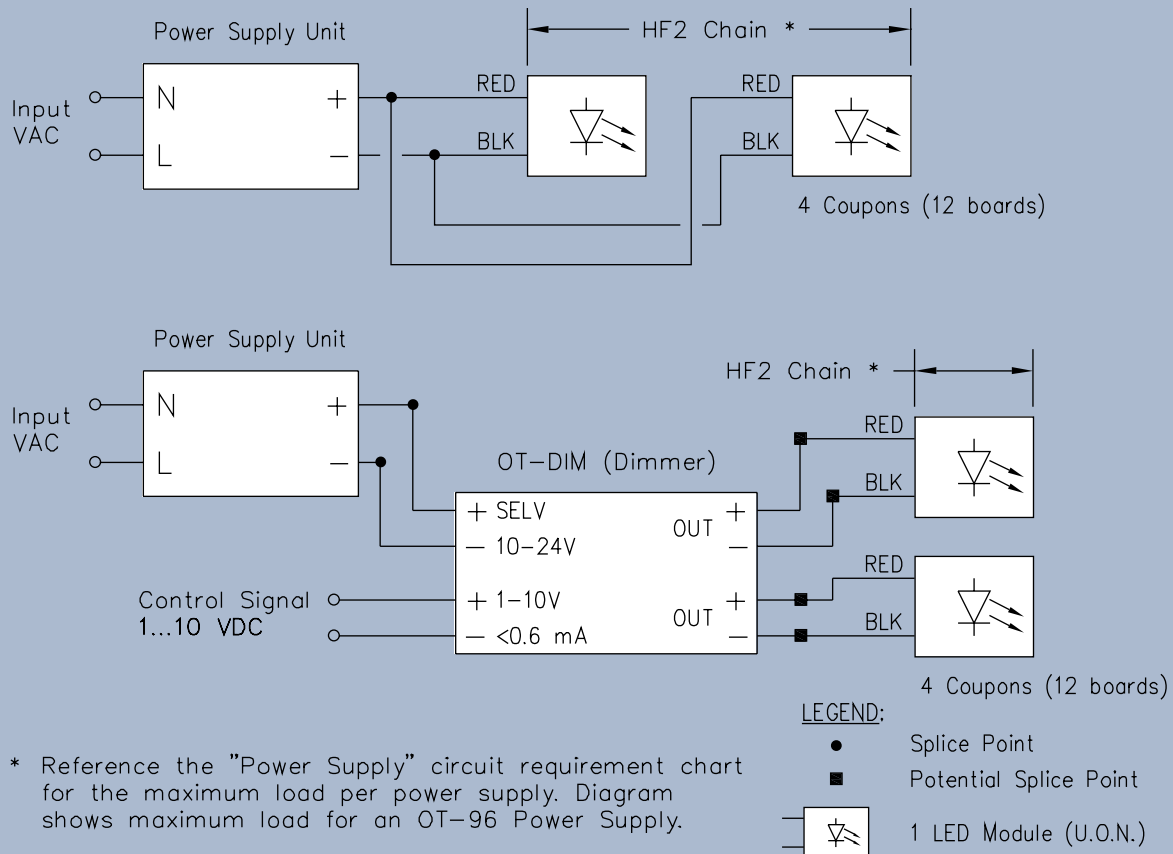 Power Supply Unit
HF2 Chain *
Input
VAC
N
L
+
−
RED
BLK
RED
BLK
4 Coupons (12 boards)
Power Supply Unit
HF2 Chain *
Input
VAC
N
L
+
−
RED
BLK
OT-DIM (Dimmer)
+ SELV
− 10-24V
OUT
+
−
RED
BLK
Control Signal
1...10 VDC
+ 1-10V
− <0.6 mA
OUT
+
−
4 Coupons (12 boards)
LEGEND:
Splice Point
Potential Splice Point
1 LED Module (U.O.N.)
* Reference the "Power Supply" circuit requirement chart
for the maximum load per power supply. Diagram
shows maximum load for an OT-96 Power Supply.